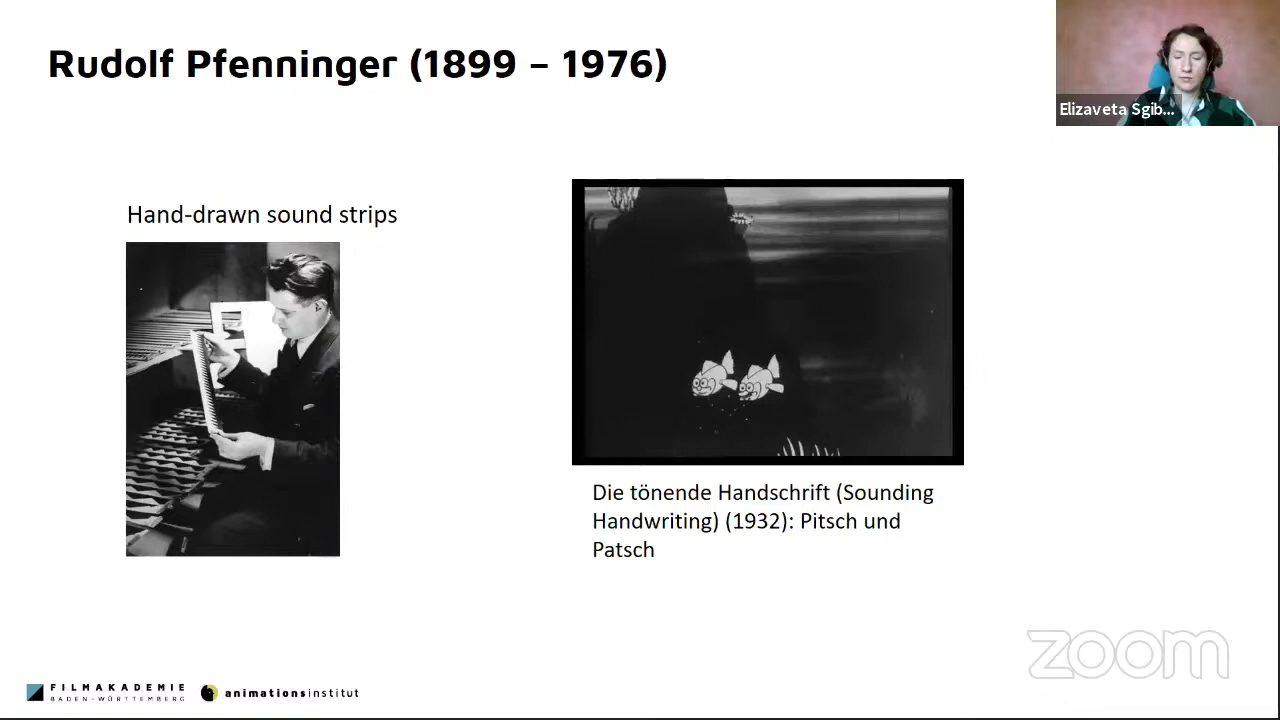 Rudolf Pfenninger (1899 – 1976)
Elizaveta Sgib...
Hand-drawn sound strips
Die tönende Handschrift (Sounding
Handwriting) (1932): Pitsch und
Patsch
zoom
FILMAKADEMIE
BADEN-WÜRTTEMBERG
animationsinstitut